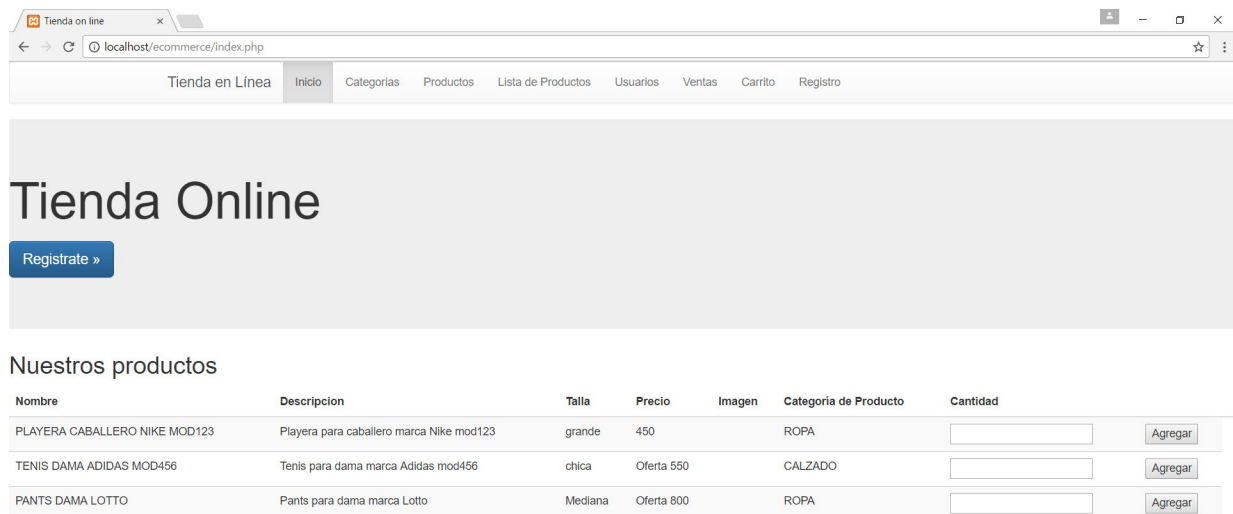 Tienda on line
localhost/ecommerce/index.php
Tienda en Línea Inicio Categorias Productos Lista de Productos Usuarios Ventas Carrito Registro
Tienda Online
Registrate »
Nuestros productos
Nombre Descripcion Talla Precio Imagen Categoria de Producto Cantidad
PLAYERA CABALLERO NIKE MOD123 Playera para caballero marca Nike mod123 grande 450 ROPA Agregar
TENIS DAMA ADIDAS MOD456 Tenis para dama marca Adidas mod456 chica Oferta 550 CALZADO Agregar
PANTS DAMA LOTTO Pants para dama marca Lotto Mediana Oferta 800 ROPA Agregar